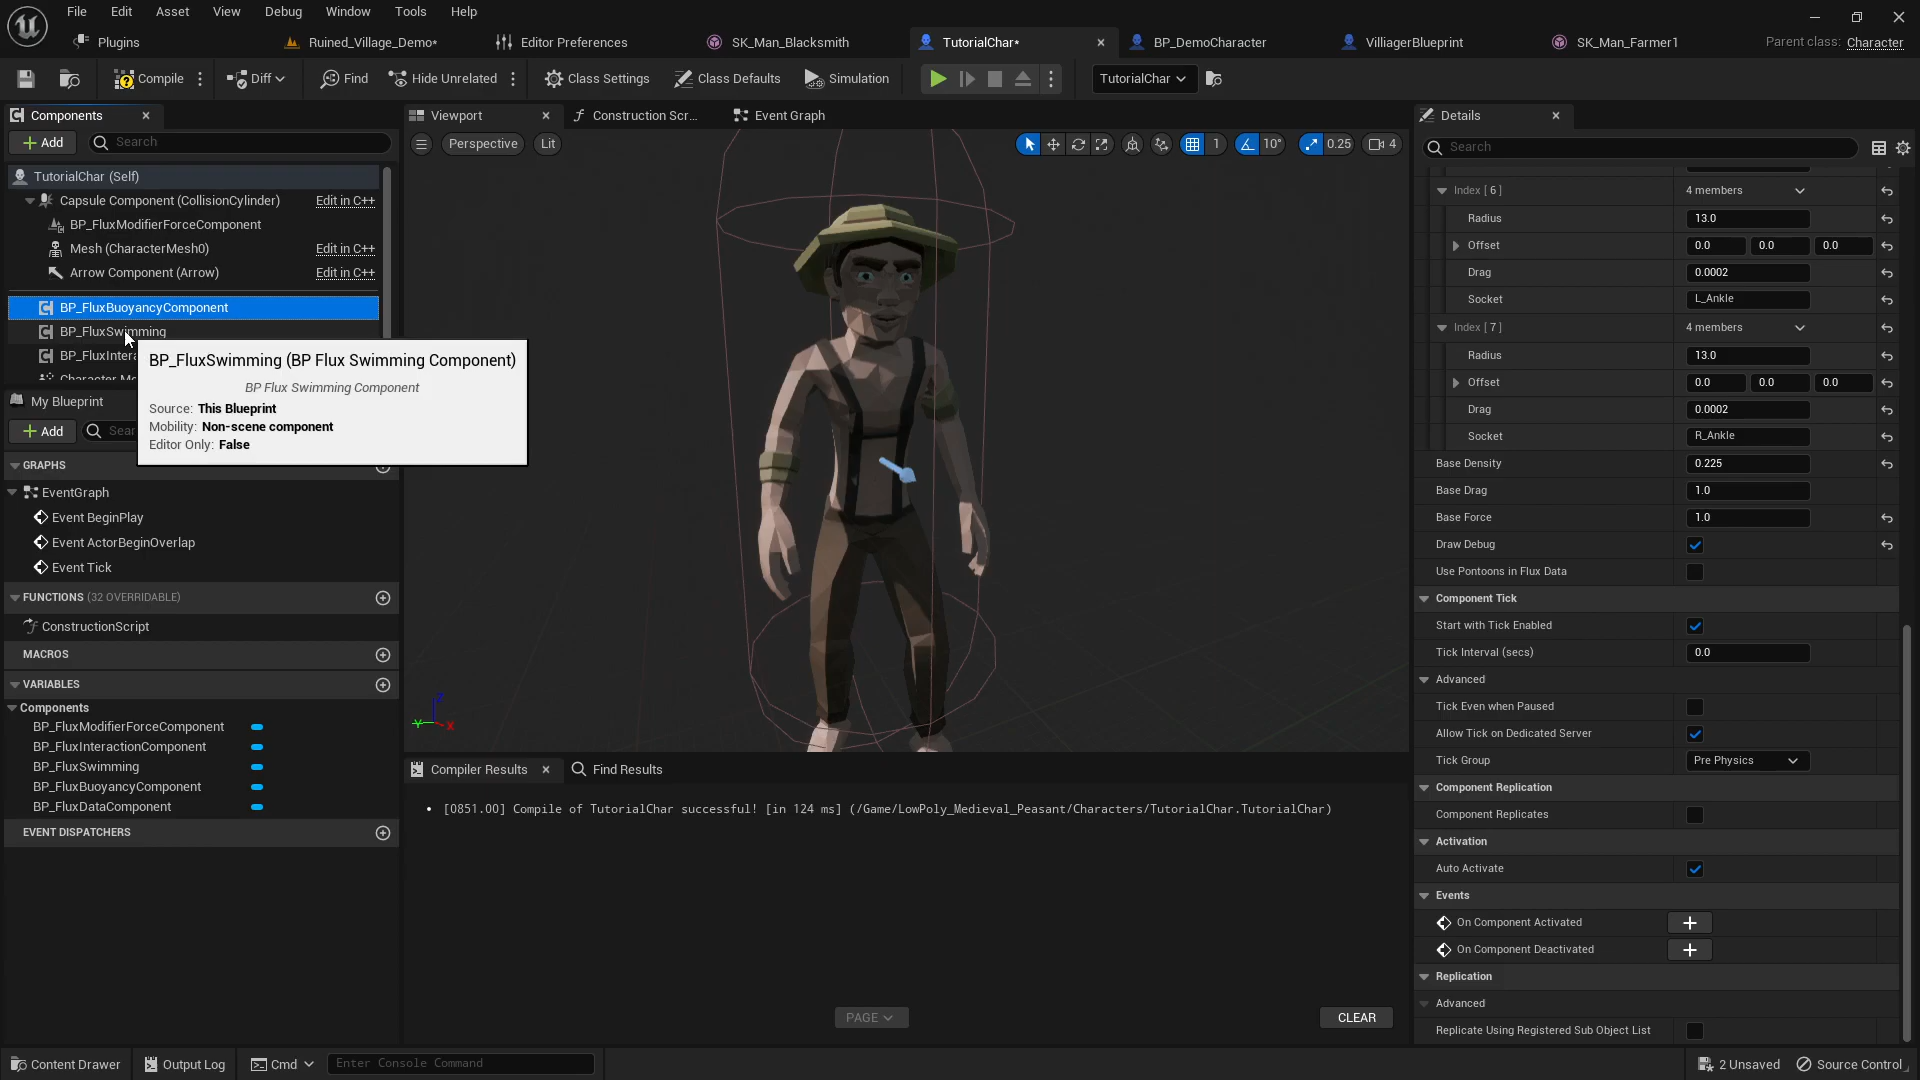 File Edit Asset View Debug Window Tools Help
Plugins Ruined_Village_Demo* Editor Preferences SK_Man_Blacksmith TutorialChar* BP_DemoCharacter VilliagerBlueprint SK_Man_Farmer1 Parent class: Character
Compile Diff Find Hide Unrelated Class Settings Class Defaults Simulation TutorialChar
Components Viewport Construction Scr... Event Graph Details
Add Search Perspective Lit 1 10° 0.25 4 Search
TutorialChar (Self)
Capsule Component (CollisionCylinder) Edit in C++
BP_FluxModifierForceComponent
Mesh (CharacterMesh0) Edit in C++
Arrow Component (Arrow) Edit in C++
BP_FluxBuoyancyComponent
BP_FluxSwimming
BP_FluxIntera
BP_FluxSwimming (BP Flux Swimming Component)
BP Flux Swimming Component
Source: This Blueprint
Mobility: Non-scene component
Editor Only: False
My Blueprint
Add Sear
GRAPHS
EventGraph
Event BeginPlay
Event ActorBeginOverlap
Event Tick
FUNCTIONS (32 OVERRIDABLE)
ConstructionScript
MACROS
VARIABLES
Components
BP_FluxModifierForceComponent
BP_FluxInteractionComponent
BP_FluxSwimming
BP_FluxBuoyancyComponent
BP_FluxDataComponent
EVENT DISPATCHERS
Z
Y X
Compiler Results Find Results
[0851.00] Compile of TutorialChar successful! [in 124 ms] (/Game/LowPoly_Medieval_Peasant/Characters/TutorialChar.TutorialChar)
PAGE CLEAR
Index [ 6 ] 4 members
Radius 13.0
Offset 0.0 0.0 0.0
Drag 0.0002
Socket L_Ankle
Index [ 7 ] 4 members
Radius 13.0
Offset 0.0 0.0 0.0
Drag 0.0002
Socket R_Ankle
Base Density 0.225
Base Drag 1.0
Base Force 1.0
Draw Debug
Use Pontoons in Flux Data
Component Tick
Start with Tick Enabled
Tick Interval (secs) 0.0
Advanced
Tick Even when Paused
Allow Tick on Dedicated Server
Tick Group Pre Physics
Component Replication
Component Replicates
Activation
Auto Activate
Events
On Component Activated
On Component Deactivated
Replication
Advanced
Replicate Using Registered Sub Object List
Content Drawer Output Log Cmd Enter Console Command 2 Unsaved Source Control